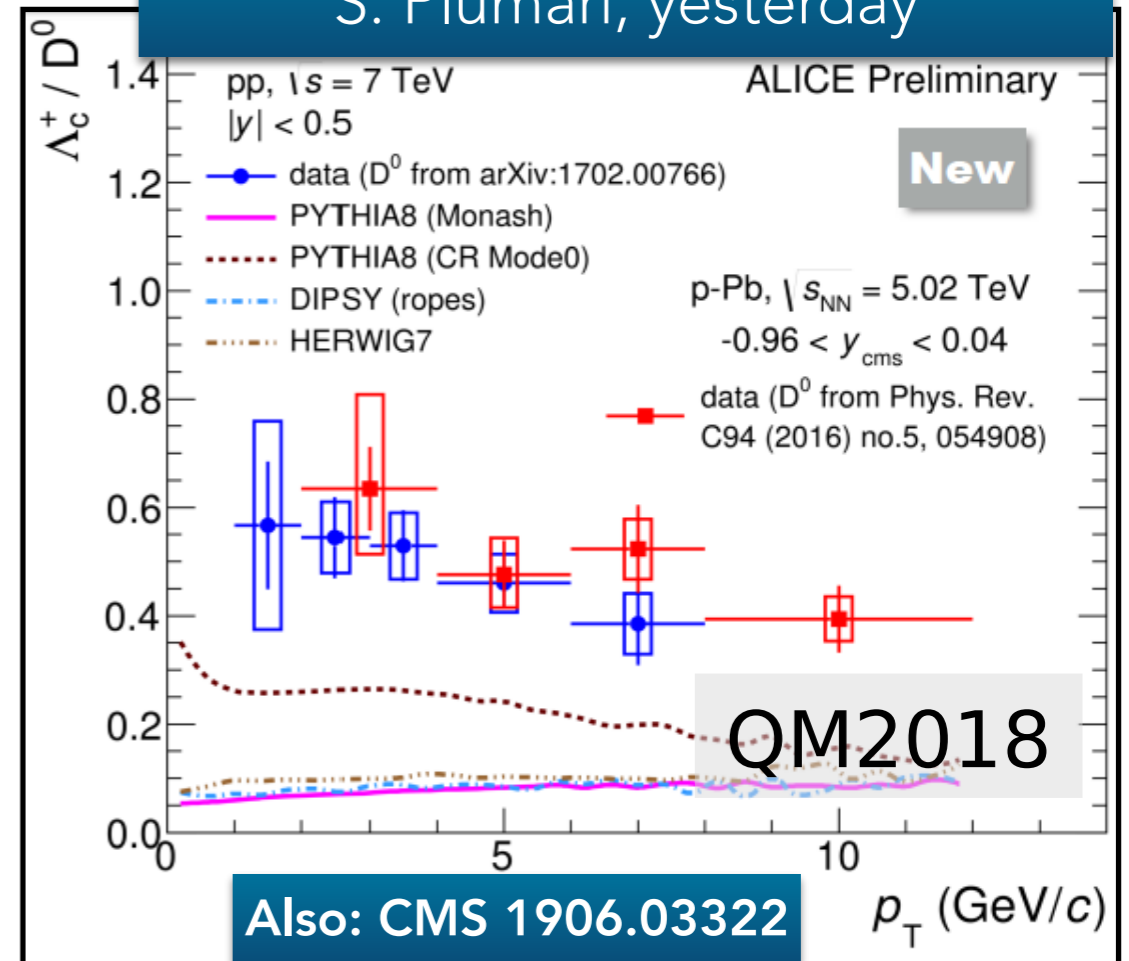 S. Plumari, yesterday
Λc+ / D0
pp, √s = 7 TeV
|y| < 0.5
ALICE Preliminary
New
data (D0 from arXiv:1702.00766)
PYTHIA8 (Monash)
PYTHIA8 (CR Mode0)
DIPSY (ropes)
HERWIG7
p-Pb, √sNN = 5.02 TeV
-0.96 < ycms < 0.04
data (D0 from Phys. Rev.
C94 (2016) no.5, 054908)
1.4
1.2
1.0
0.8
0.6
0.4
0.2
0.0
QM2018
0 5 10
pT (GeV/c)
Also: CMS 1906.03322